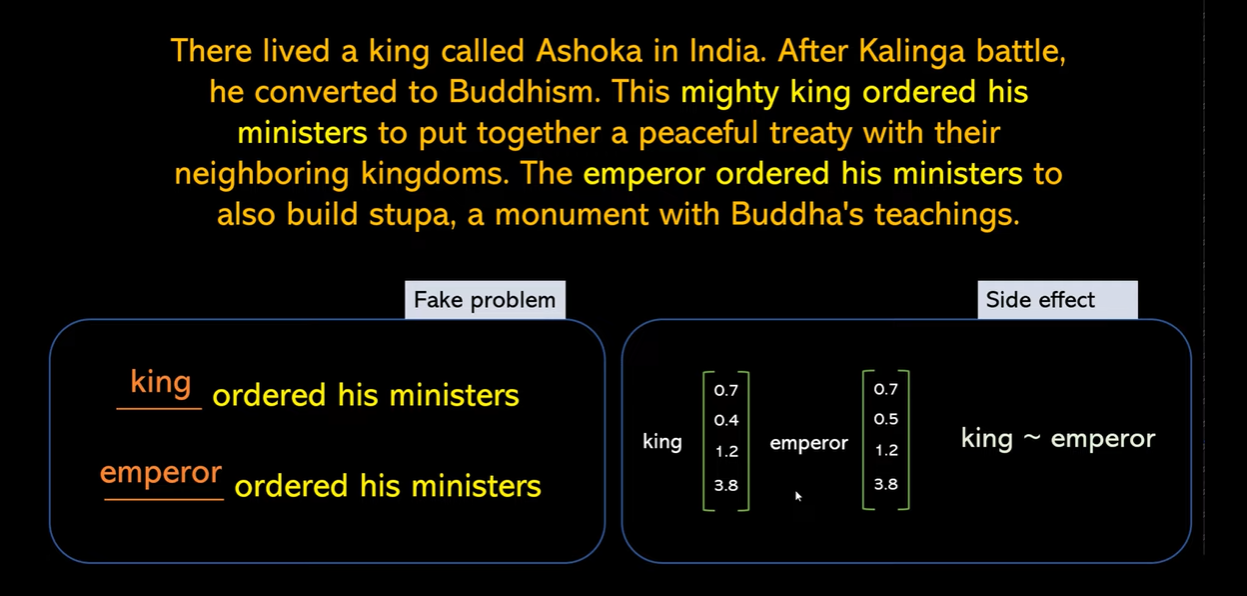 There lived a king called Ashoka in India. After Kalinga battle,
he converted to Buddhism. This mighty king ordered his
ministers to put together a peaceful treaty with their
neighboring kingdoms. The emperor ordered his ministers to
also build stupa, a monument with Buddha's teachings.
Fake problem
king ordered his ministers
emperor ordered his ministers
Side effect
king
0.7
0.4
1.2
3.8
emperor
0.7
0.5
1.2
3.8
king ~ emperor